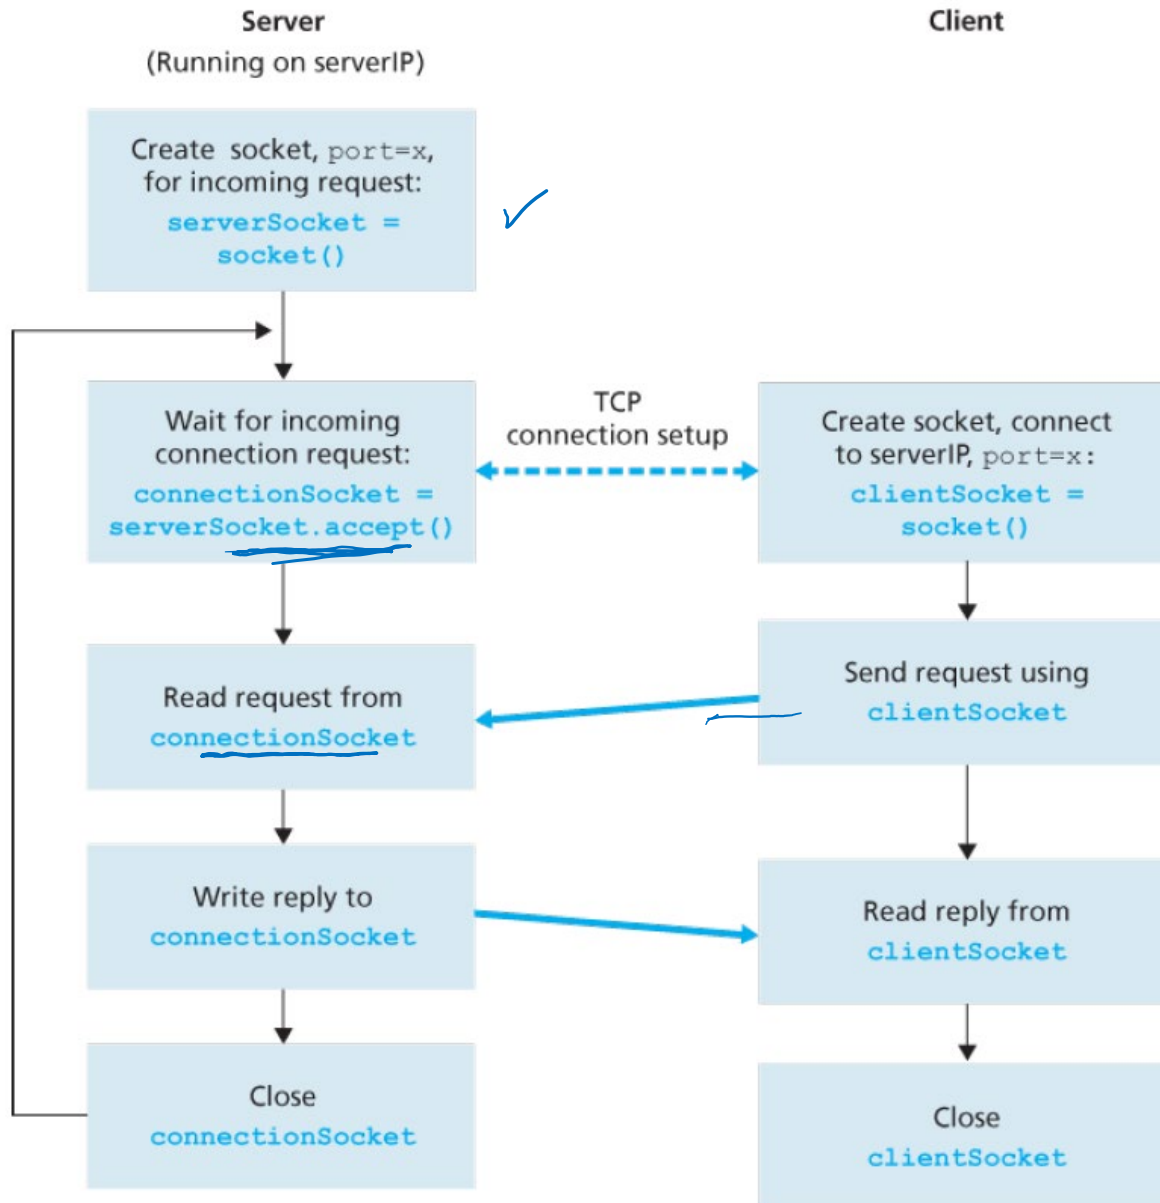 Server
(Running on serverIP)
Client
Create socket, port=x,
for incoming request:
serverSocket =
socket()
Wait for incoming
connection request:
connectionSocket =
serverSocket.accept()
TCP
connection setup
Create socket, connect
to serverIP, port=x:
clientSocket =
socket()
Read request from
connectionSocket
Send request using
clientSocket
Write reply to
connectionSocket
Read reply from
clientSocket
Close
connectionSocket
Close
clientSocket